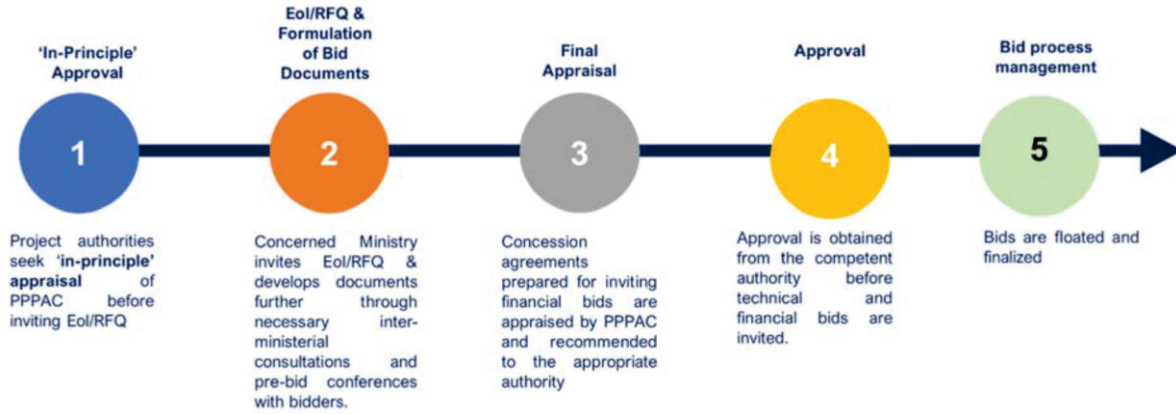 'In-Principle'
Approval
1
Project authorities
seek 'in-principle'
appraisal of
PPPAC before
inviting EoI/RFQ
EoI/RFQ &
Formulation
of Bid
Documents
2
Concerned Ministry
invites EoI/RFQ &
develops documents
further through
necessary inter-
ministerial
consultations and
pre-bid conferences
with bidders.
Final
Appraisal
3
Concession
agreements
prepared for inviting
financial bids are
appraised by PPPAC
and recommended
to the appropriate
authority
Approval
4
Approval is obtained
from the competent
authority before
technical and
financial bids are
invited.
Bid process
management
5
Bids are floated and
finalized